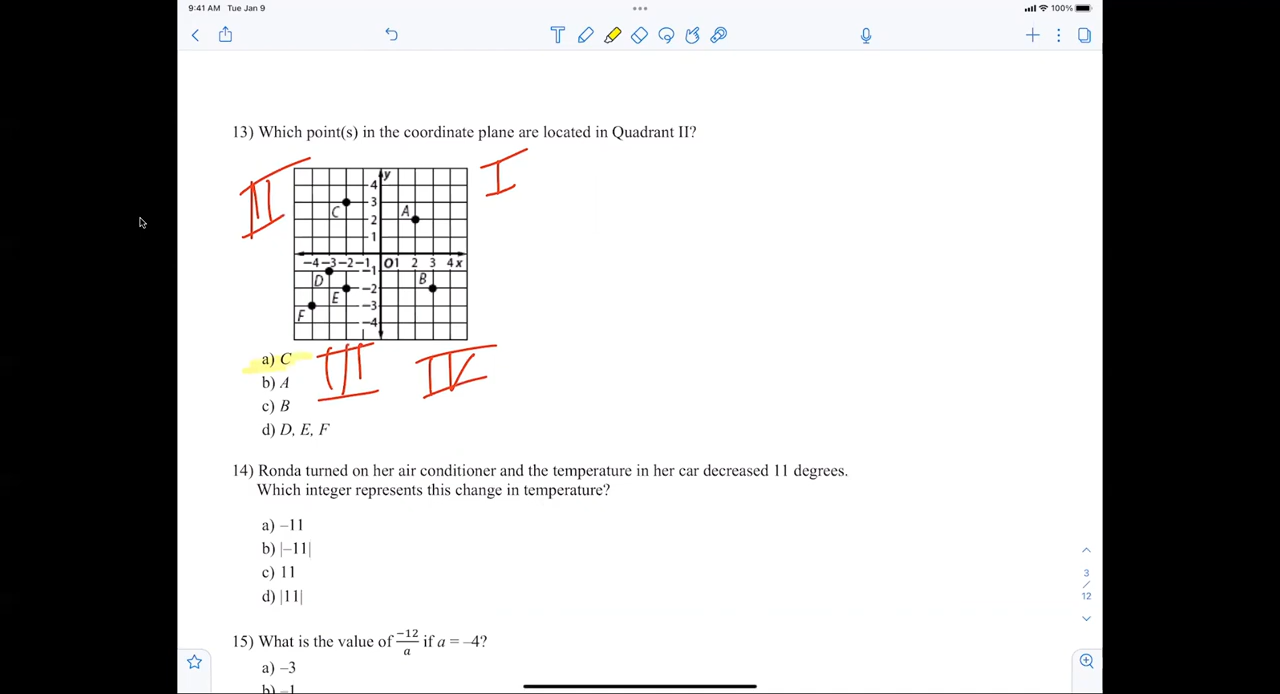 9:41 AM Tue Jan 9
100%
13) Which point(s) in the coordinate plane are located in Quadrant II?
II
I
y
4
C 3 A
2
1
−4 −3 −2 −1 O 1 2 3 4 x
−1
D B
E −2
F −3
−4
a) C
III
IV
b) A
c) B
d) D, E, F
14) Ronda turned on her air conditioner and the temperature in her car decreased 11 degrees.
Which integer represents this change in temperature?
a) –11
b) |–11|
c) 11
d) |11|
3
/
12
15) What is the value of −12/a if a = –4?
a) –3
b) –1